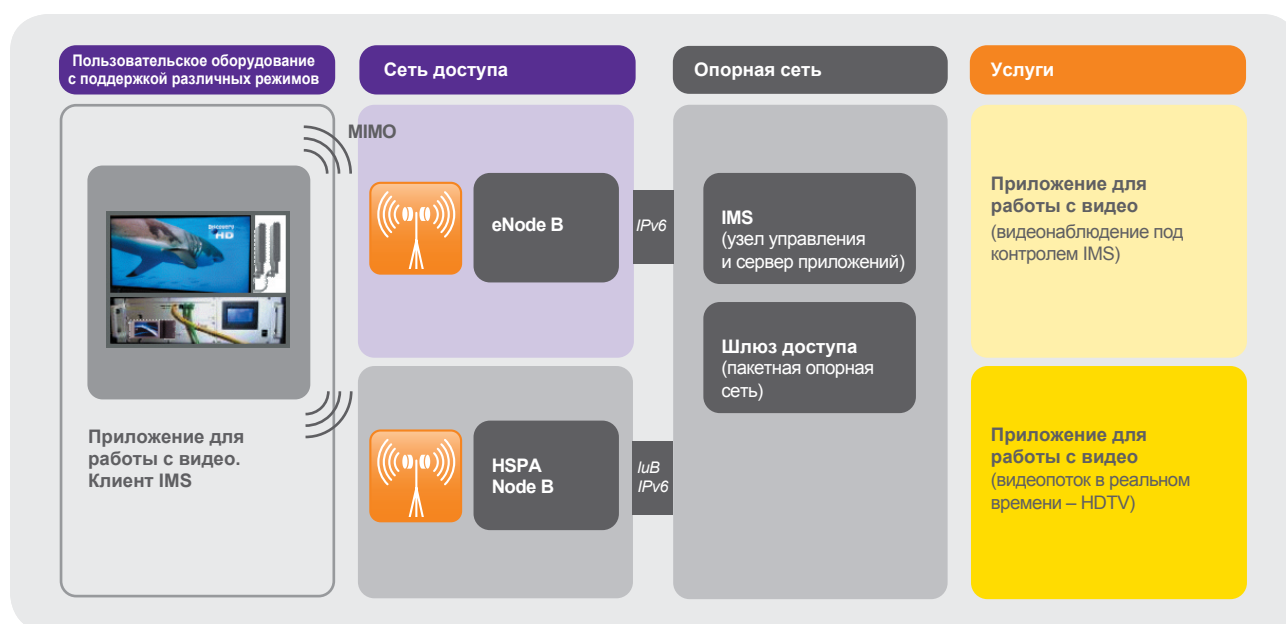 Пользовательское оборудование
с поддержкой различных режимов
Сеть доступа
Опорная сеть
Услуги
MIMO
Discovery
HD
Приложение для
работы с видео.
Клиент IMS
eNode B
IPv6
HSPA
Node B
IuB
IPv6
IMS
(узел управления
и сервер приложений)
Шлюз доступа
(пакетная опорная
сеть)
Приложение для
работы с видео
(видеонаблюдение под
контролем IMS)
Приложение для
работы с видео
(видеопоток в реальном
времени – HDTV)